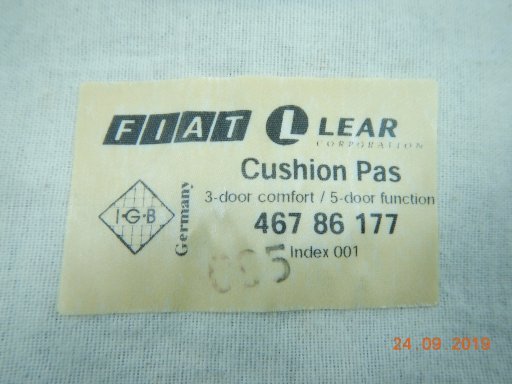 FIAT L LEAR
CORPORATION
Cushion Pas
3-door comfort / 5-door function
I·G·B
Germany
467 86 177
Index 001
695
24 09 2019